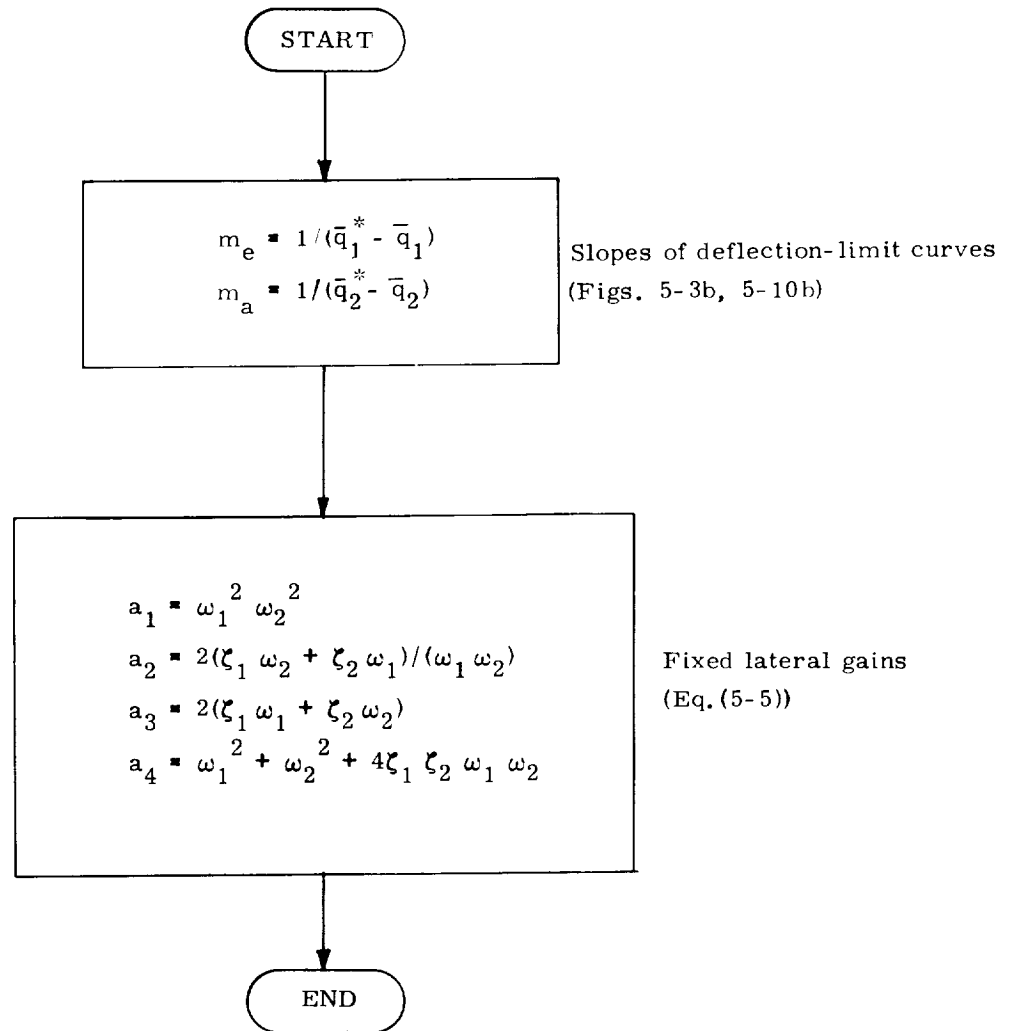 START
m_e = 1/(q̄_1^* - q̄_1)
m_a = 1/(q̄_2^* - q̄_2)
Slopes of deflection-limit curves
(Figs. 5-3b, 5-10b)
a_1 = ω_1^2 ω_2^2
a_2 = 2(ζ_1 ω_2 + ζ_2 ω_1)/(ω_1 ω_2)
a_3 = 2(ζ_1 ω_1 + ζ_2 ω_2)
a_4 = ω_1^2 + ω_2^2 + 4ζ_1 ζ_2 ω_1 ω_2
Fixed lateral gains
(Eq. (5-5))
END